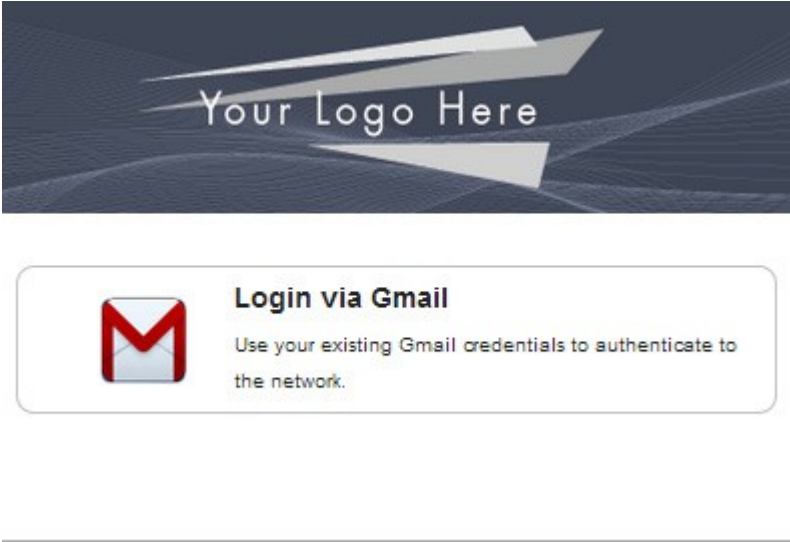 Your Logo Here
Login via Gmail
Use your existing Gmail credentials to authenticate to
the network.